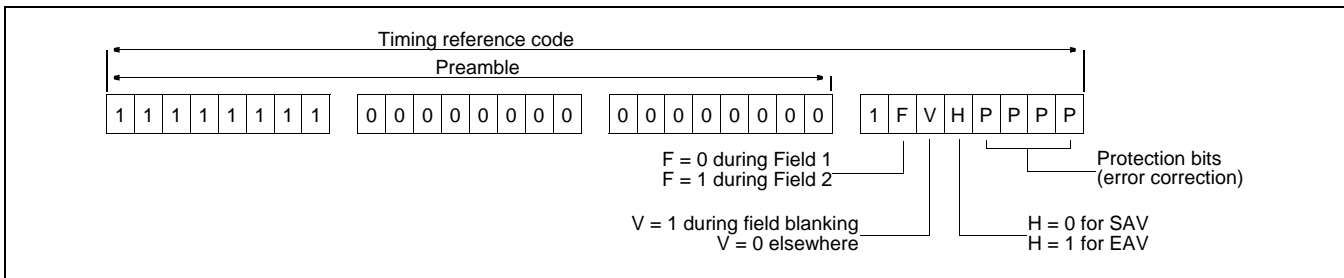 Timing reference code
Preamble
1 1 1 1 1 1 1 1 0 0 0 0 0 0 0 0 0 0 0 0 0 0 0 0 1 F V H P P P P
F = 0 during Field 1
F = 1 during Field 2
Protection bits
(error correction)
V = 1 during field blanking
V = 0 elsewhere
H = 0 for SAV
H = 1 for EAV